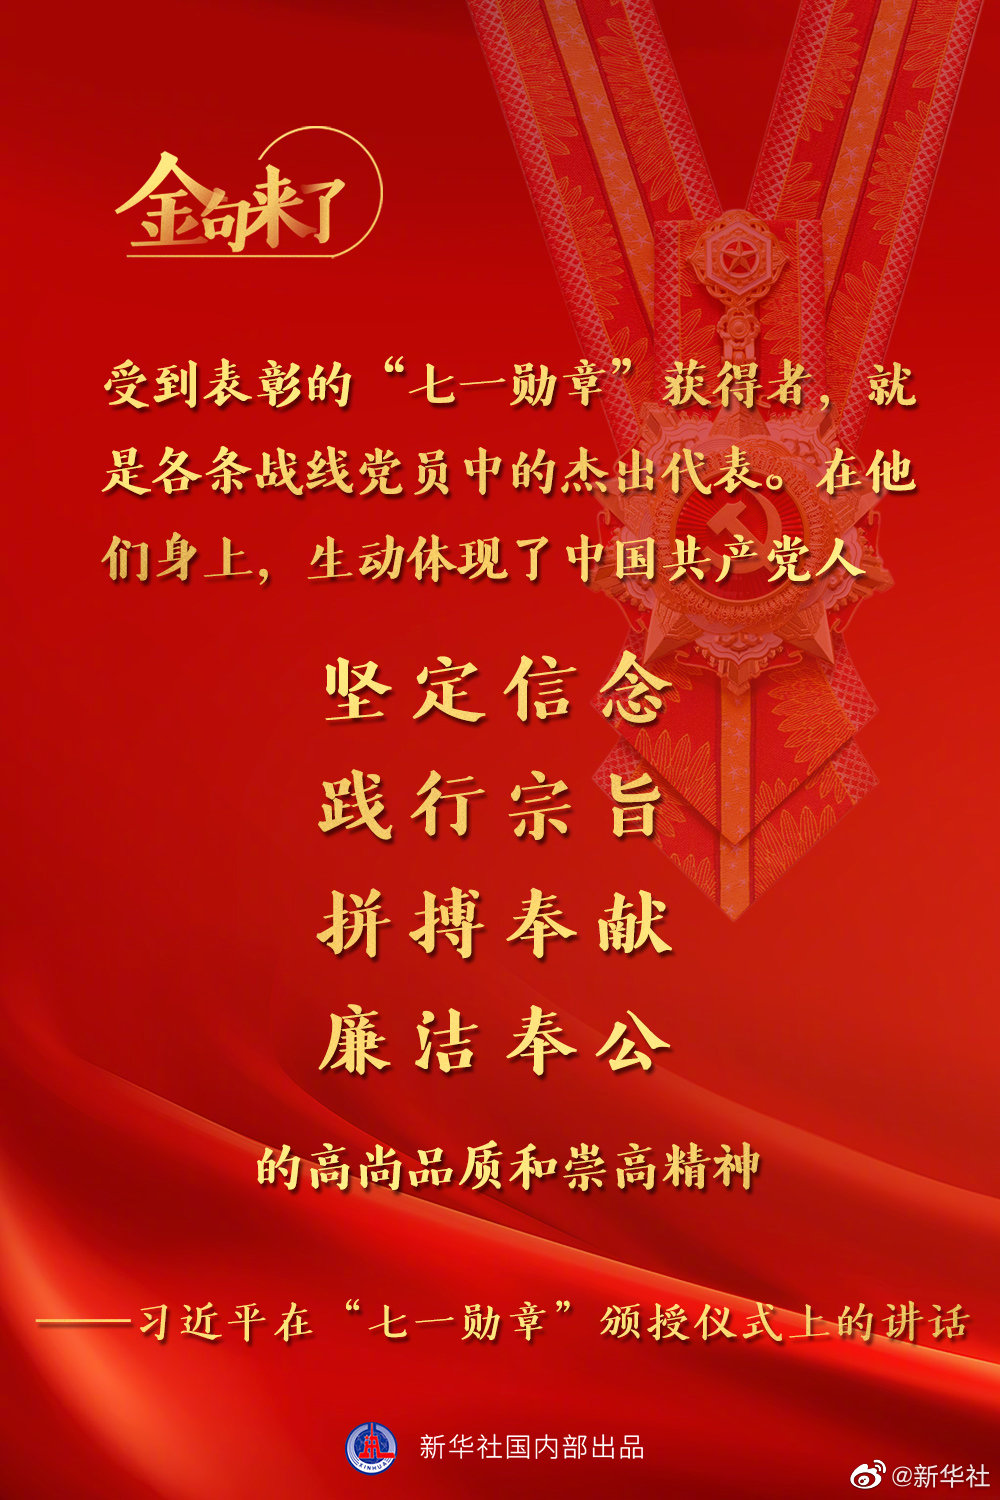 金句来了
受到表彰的“七一勋章”获得者，就
是各条战线党员中的杰出代表。在他
们身上，生动体现了中国共产党人
坚定信念
践行宗旨
拼搏奉献
廉洁奉公
的高尚品质和崇高精神
——习近平在“七一勋章”颁授仪式上的讲话
XINHUA
新华社国内部出品
@新华社